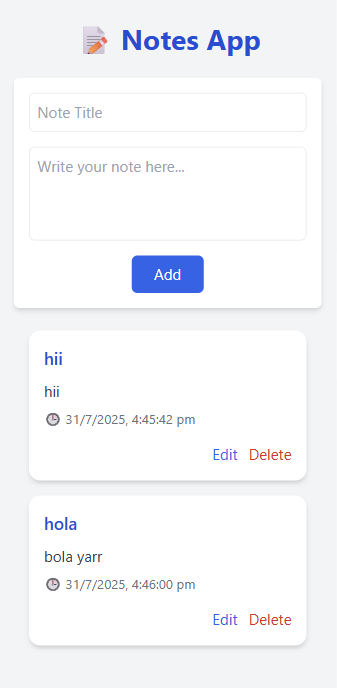 📝 Notes App
Note Title
Write your note here...
Add
hii
hii
🕒 31/7/2025, 4:45:42 pm
Edit Delete
hola
bola yarr
🕒 31/7/2025, 4:46:00 pm
Edit Delete